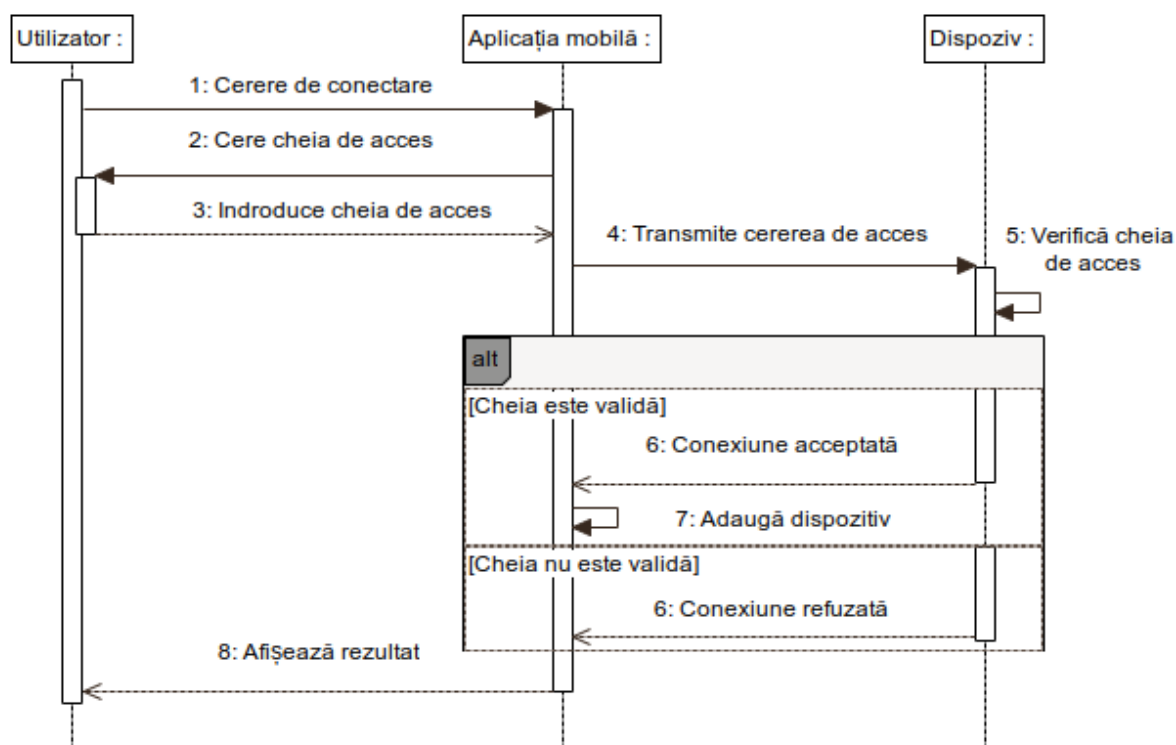 Utilizator :
Aplicația mobilă :
Dispoziv :
1: Cerere de conectare
2: Cere cheia de acces
3: Indroduce cheia de acces
4: Transmite cererea de acces
5: Verifică cheia
de acces
alt
[Cheia este validă]
6: Conexiune acceptată
7: Adaugă dispozitiv
[Cheia nu este validă]
6: Conexiune refuzată
8: Afișează rezultat